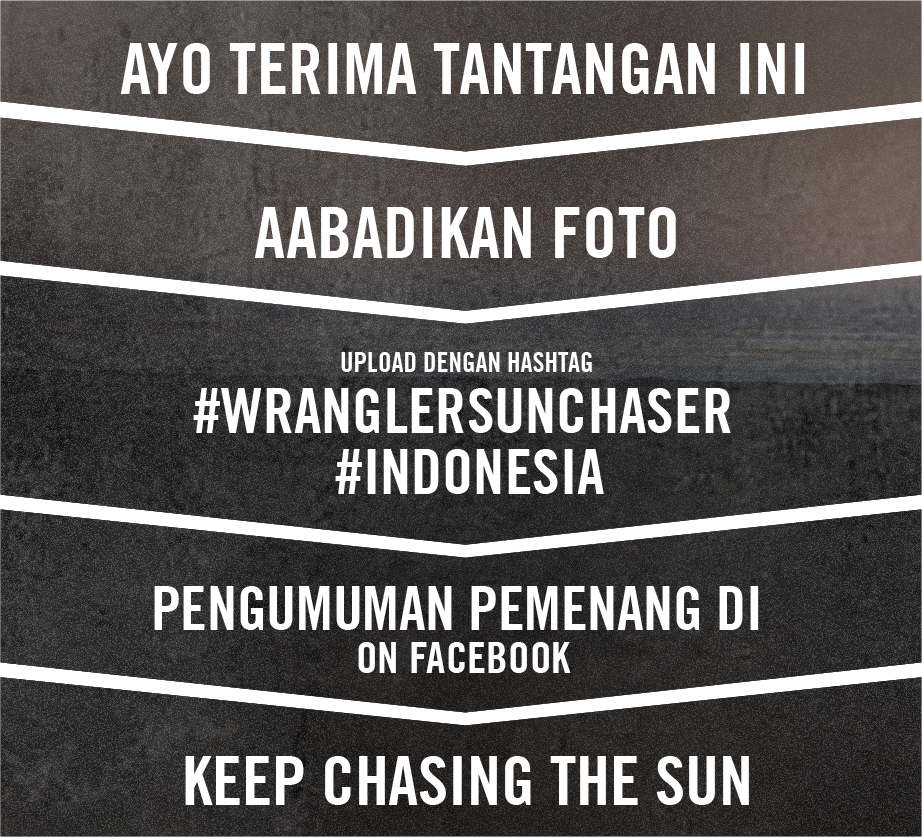 AYO TERIMA TANTANGAN INI
AABADIKAN FOTO
UPLOAD DENGAN HASHTAG
#WRANGLERSUNCHASER
#INDONESIA
PENGUMUMAN PEMENANG DI
ON FACEBOOK
KEEP CHASING THE SUN